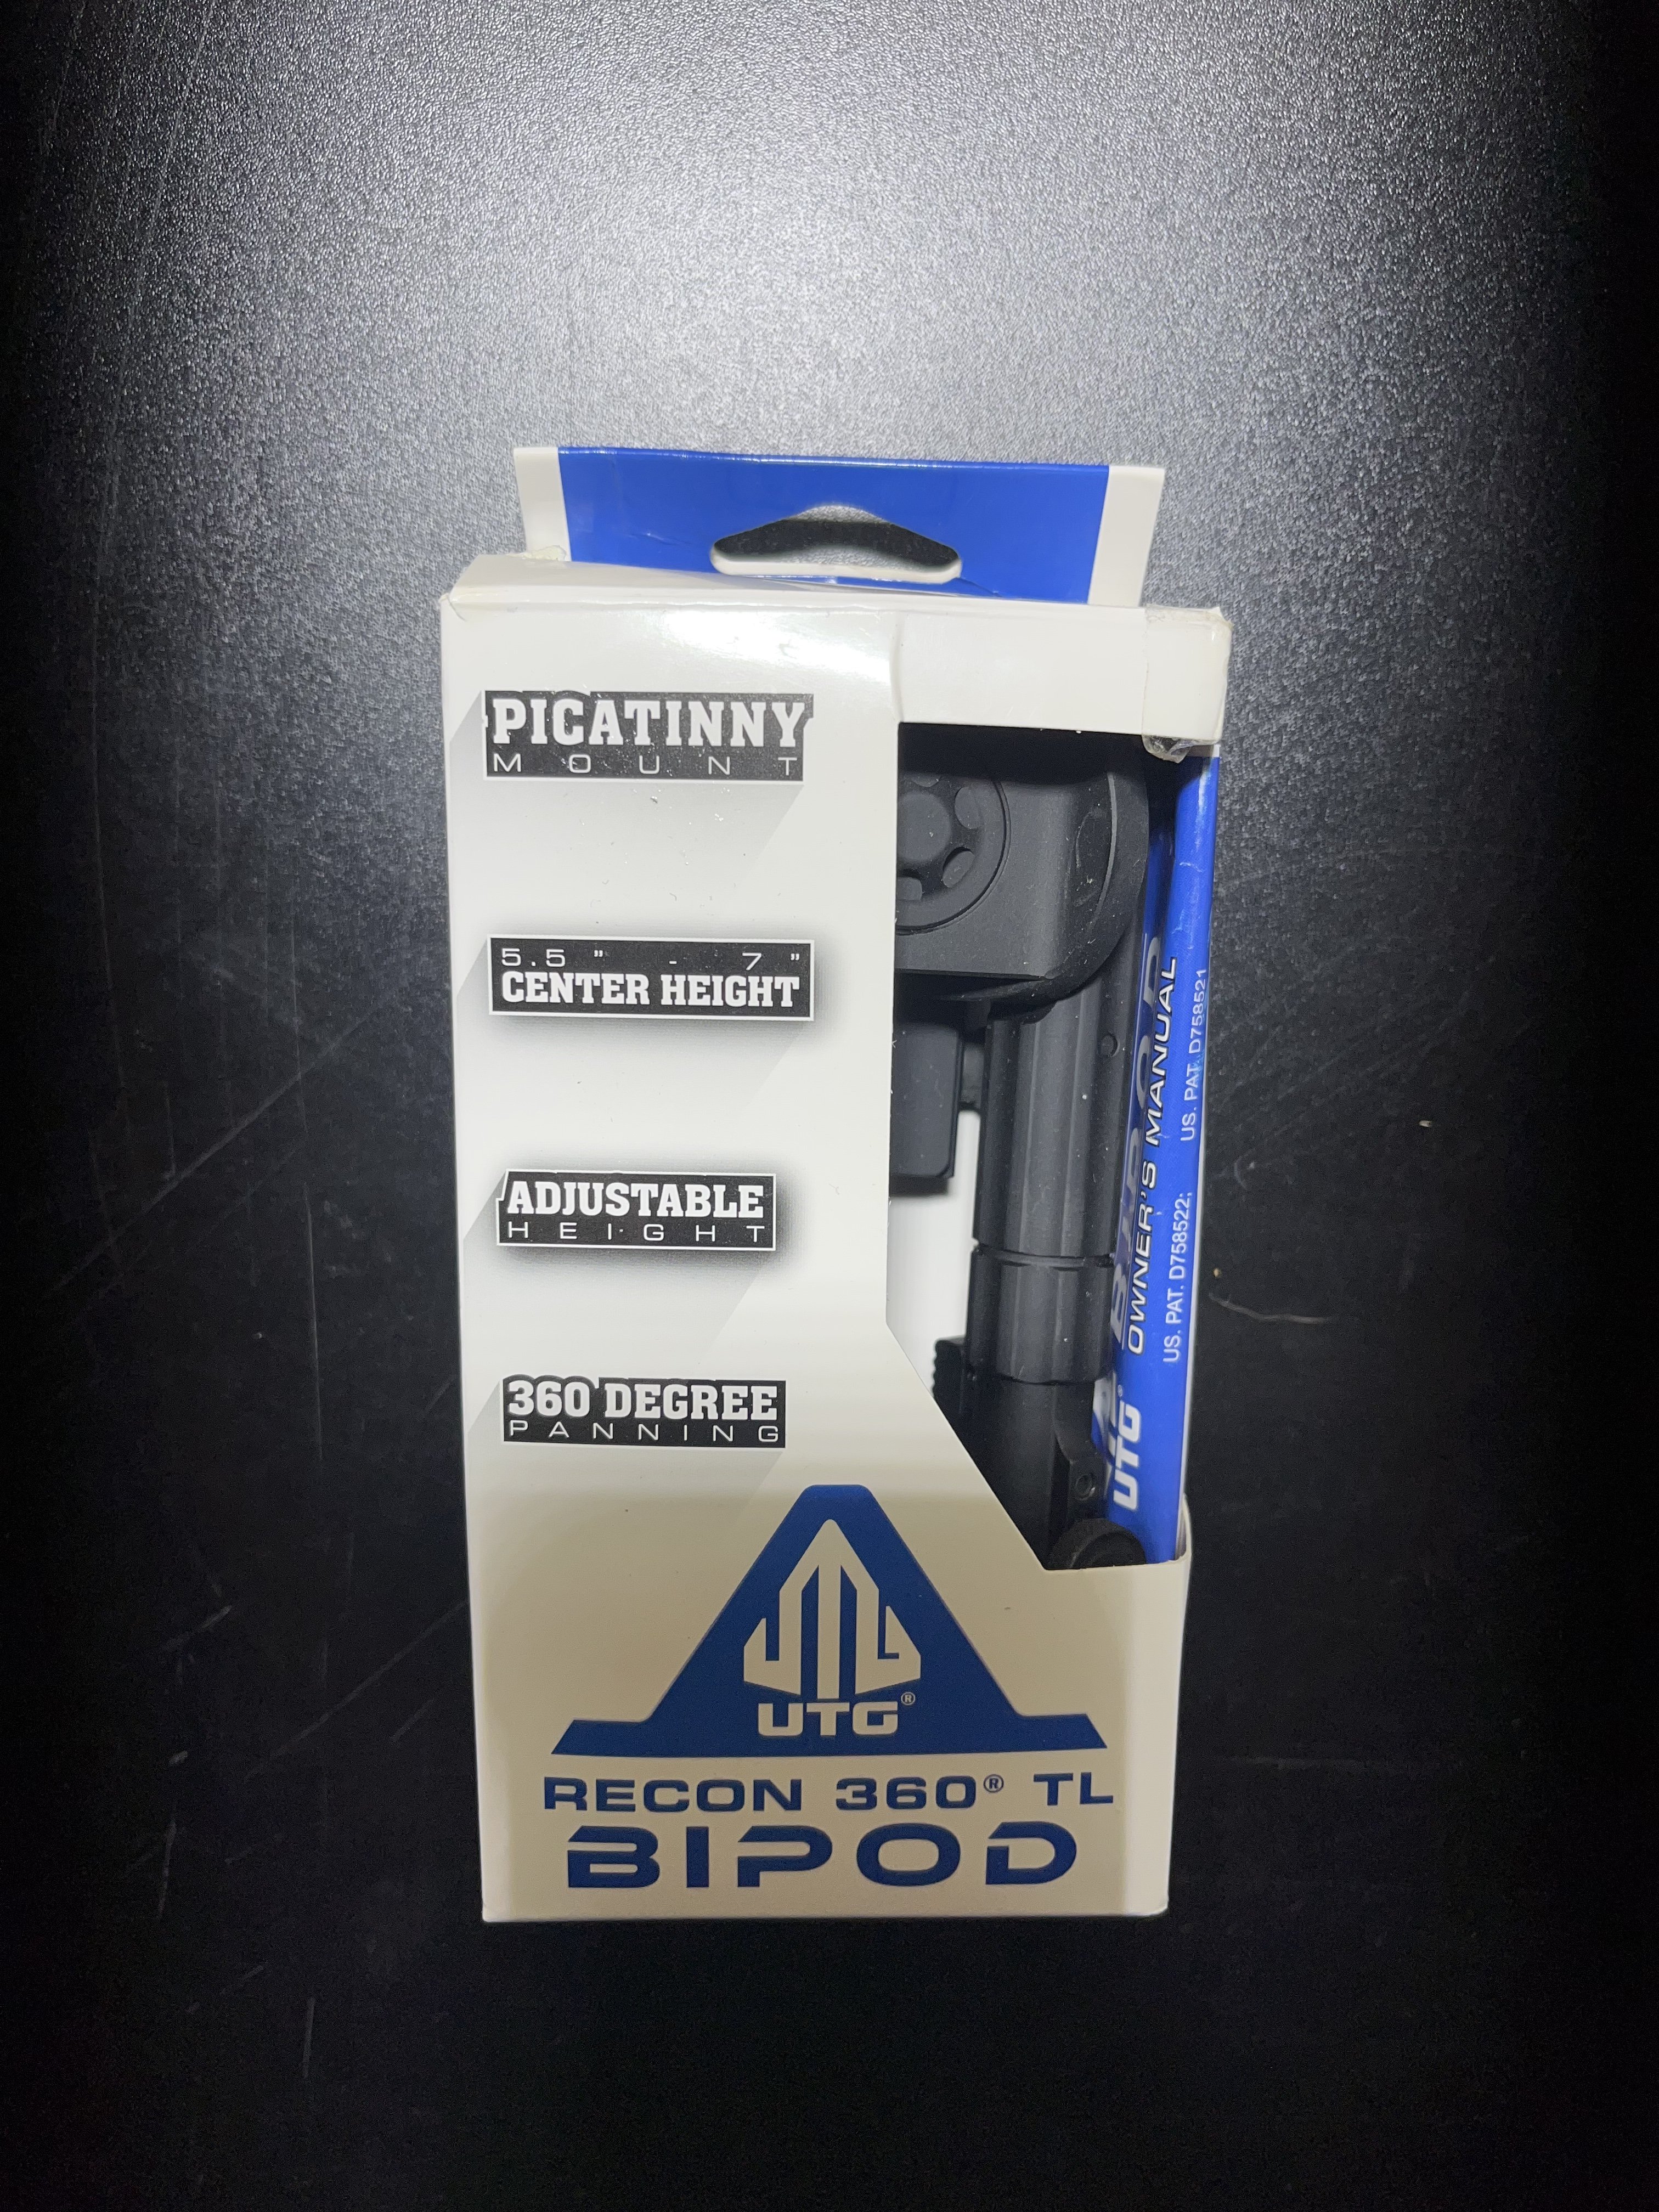 PICATINNY
MOUNT
5.5" - 7"
CENTER HEIGHT
ADJUSTABLE
HEIGHT
360 DEGREE
PANNING
UTG®
RECON 360® TL
BIPOD
UTG®
BIPOD
OWNER'S MANUAL
US. PAT. D758522; US. PAT. D758521